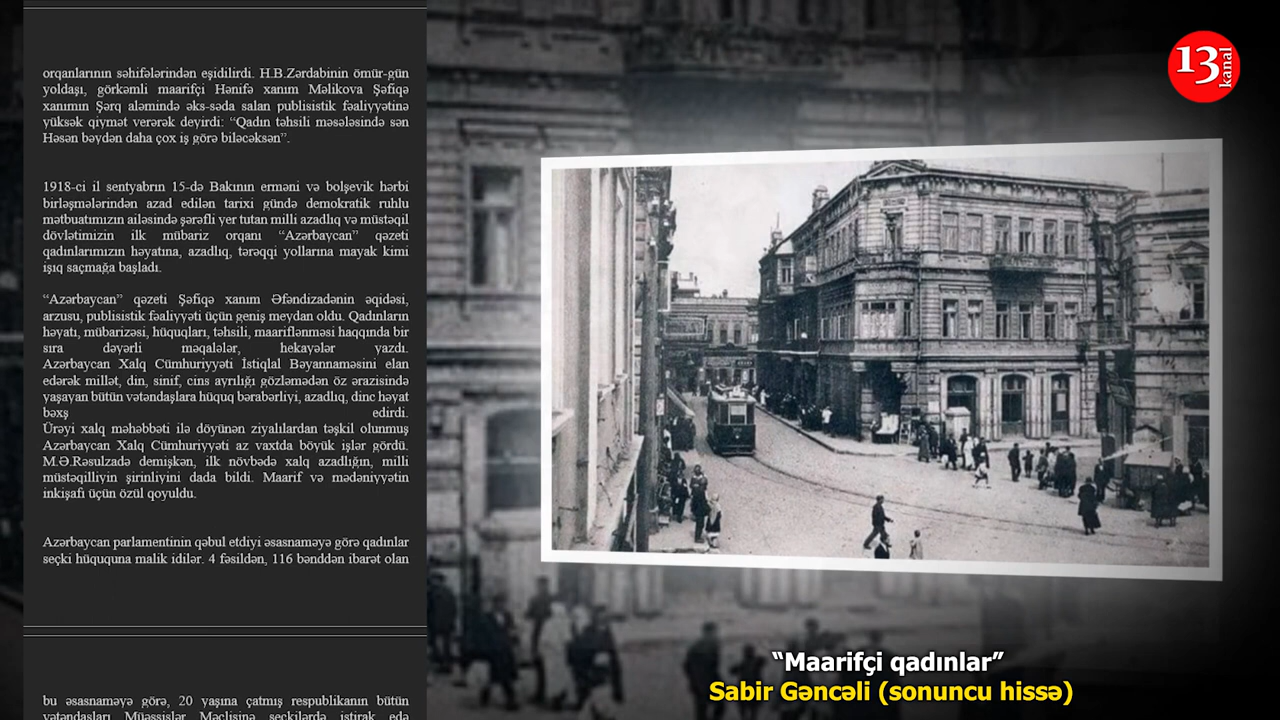 orqanlarının səhifələrindən eşidilirdi. H.B.Zərdabinin ömür-gün
yoldaşı, görkəmli maarifçi Hənifə xanım Məlikova Şəfiqə
xanımın Şərq aləmində əks-səda salan publisistik fəaliyyətinə
yüksək qiymət verərək deyirdi: “Qadın təhsili məsələsində sən
Həsən bəydən daha çox iş görə biləcəksən”.
1918-ci il sentyabrın 15-də Bakının erməni və bolşevik hərbi
birləşmələrindən azad edilən tarixi gündə demokratik ruhlu
mətbuatımızın ailəsində şərəfli yer tutan milli azadlıq və müstəqil
dövlətimizin ilk mübariz orqanı “Azərbaycan” qəzeti
qadınlarımızın həyatına, azadlıq, tərəqqi yollarına mayak kimi
işıq saçmağa başladı.
“Azərbaycan” qəzeti Şəfiqə xanım Əfəndizadənin əqidəsi,
arzusu, publisistik fəaliyyəti üçün geniş meydan oldu. Qadınların
həyatı, mübarizəsi, hüquqları, təhsili, maariflənməsi haqqında bir
sıra dəyərli məqalələr, hekayələr yazdı.
Azərbaycan Xalq Cümhuriyyəti İstiqlal Bəyannaməsini elan
edərək millət, din, sinif, cins ayrılığı gözləmədən öz ərazisində
yaşayan bütün vətəndaşlara hüquq bərabərliyi, azadlıq, dinc həyat
bəxş edirdi.
Ürəyi xalq məhəbbəti ilə döyünən ziyalılardan təşkil olunmuş
Azərbaycan Xalq Cümhuriyyəti az vaxtda böyük işlər gördü.
M.Ə.Rəsulzadə demişkən, ilk növbədə xalq azadlığın, milli
müstəqilliyin şirinliyini dada bildi. Maarif və mədəniyyətin
inkişafı üçün özül qoyuldu.
Azərbaycan parlamentinin qəbul etdiyi əsasnaməyə görə qadınlar
seçki hüququna malik idilər. 4 fəsildən, 116 bənddən ibarət olan
bu əsasnaməyə görə, 20 yaşına çatmış respublikanın bütün
vətəndaşları Müəssislər Məclisinə seçkilərdə iştirak edə
13 kanal
“Maarifçi qadınlar”
Sabir Gəncəli (sonuncu hissə)